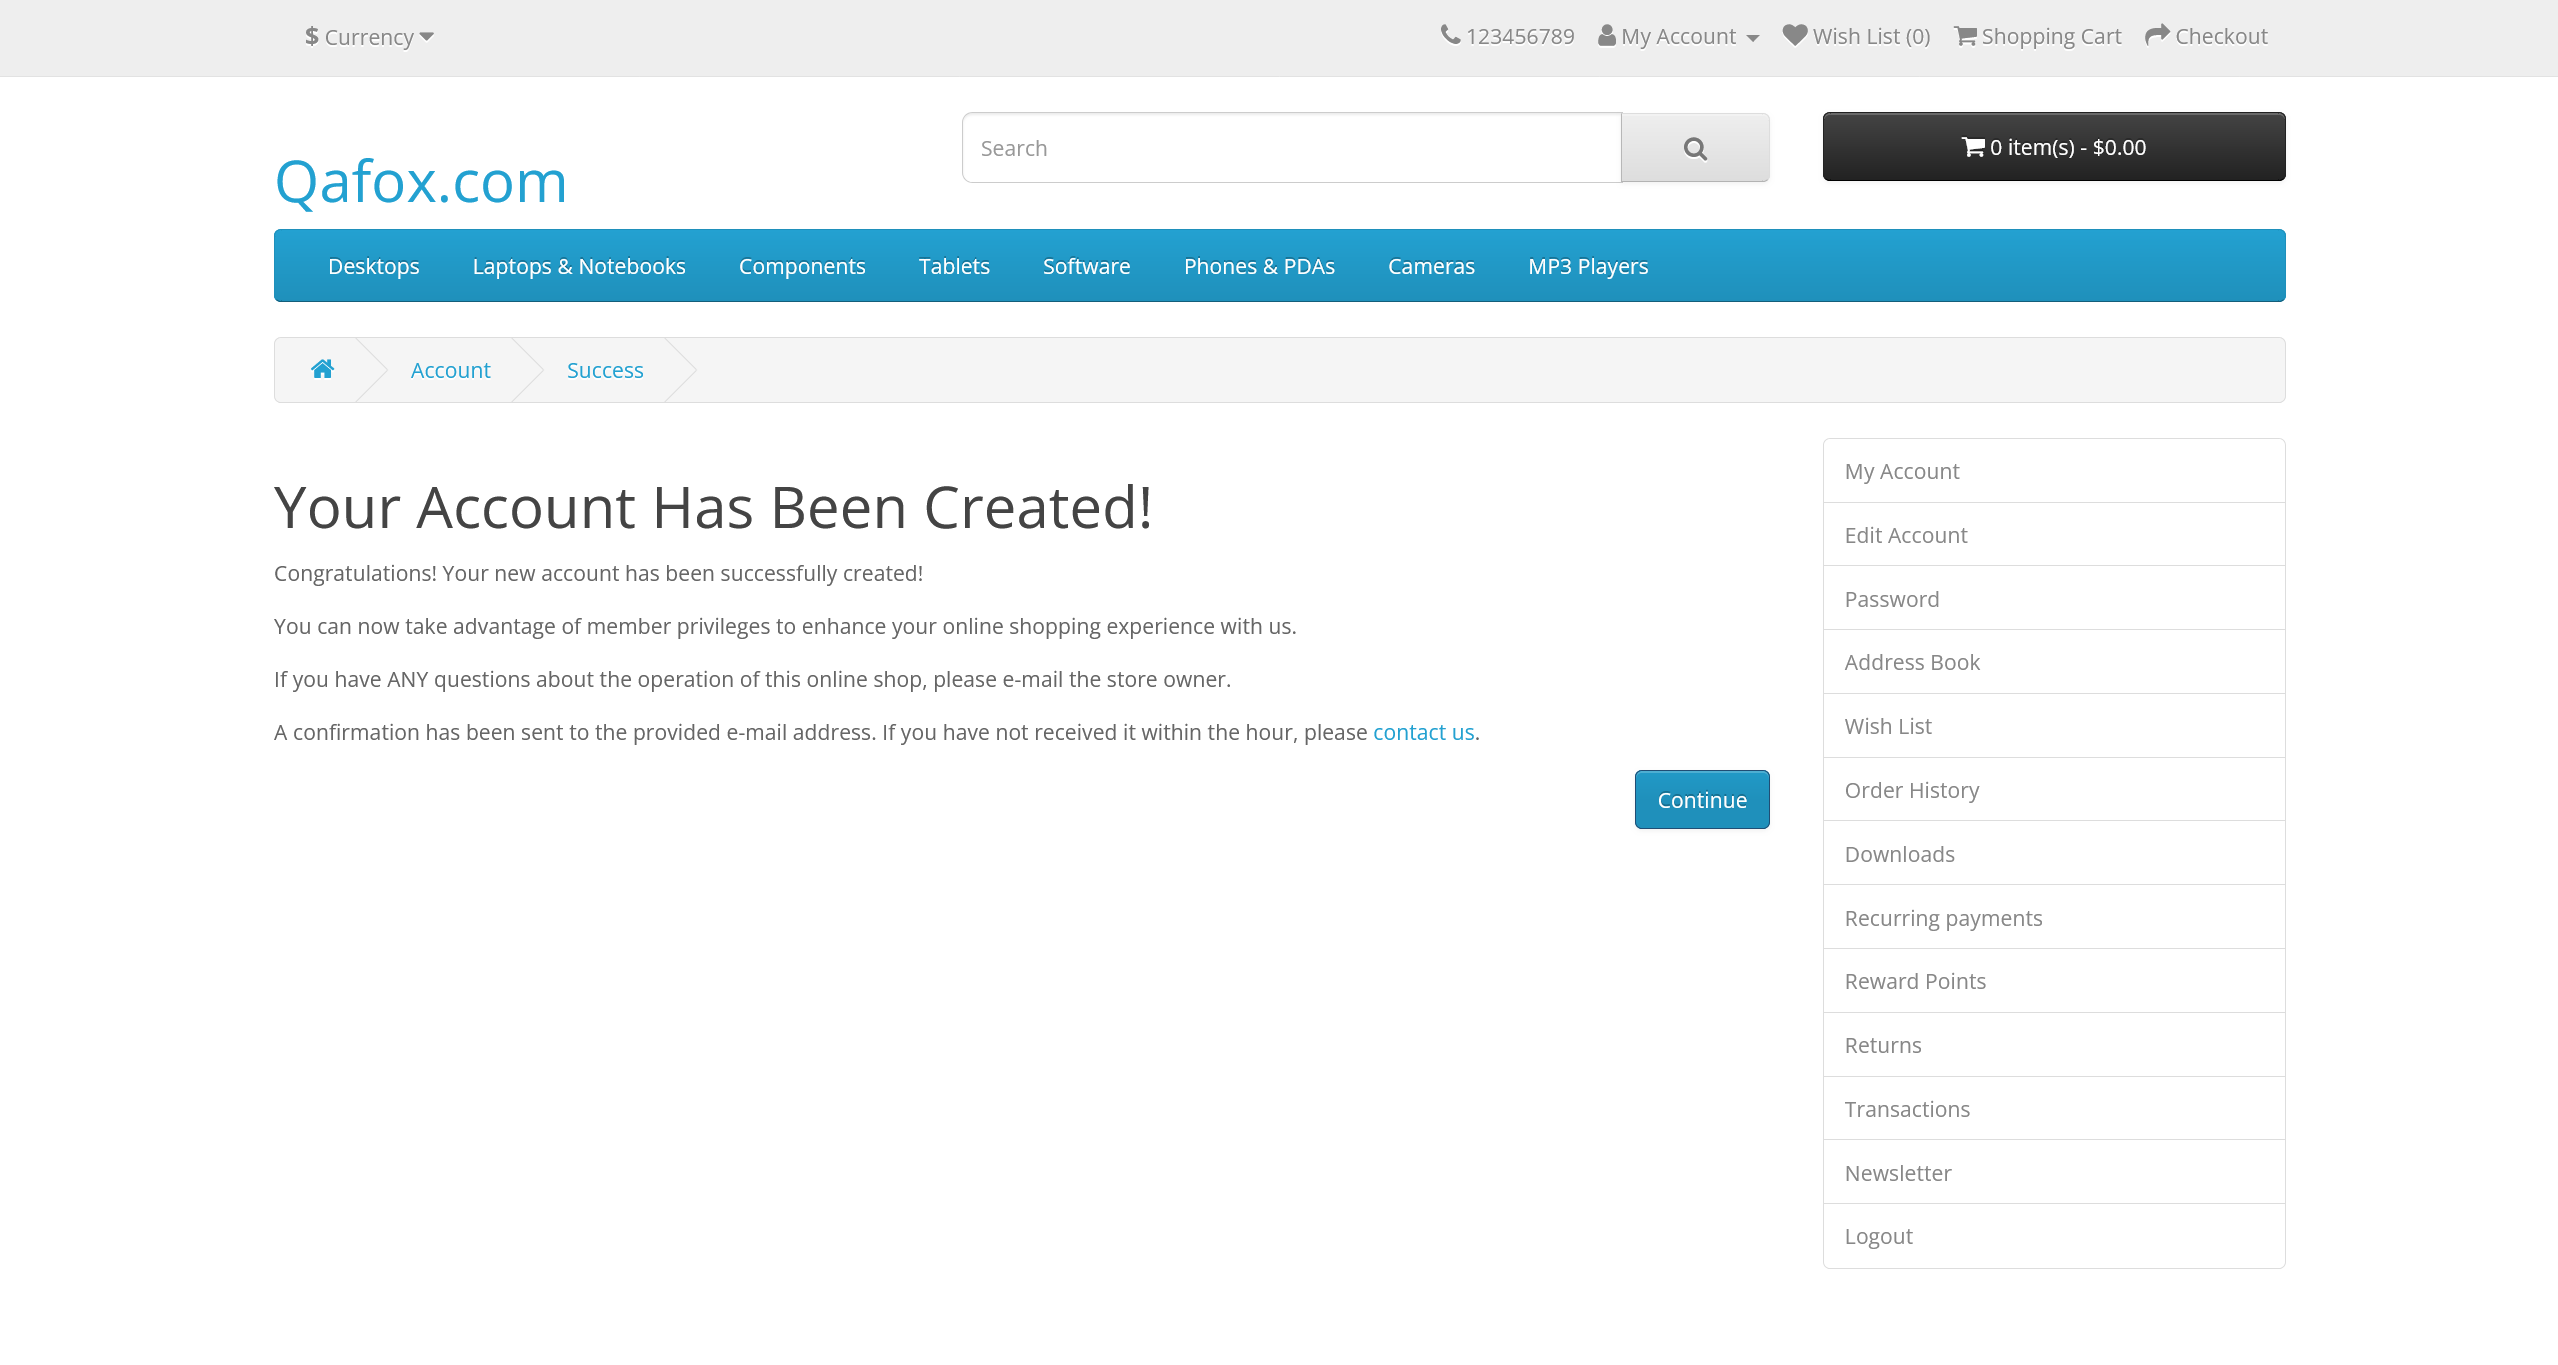 $ Currency
123456789 My Account Wish List (0) Shopping Cart Checkout
Qafox.com
Search
0 item(s) - $0.00
Desktops Laptops & Notebooks Components Tablets Software Phones & PDAs Cameras MP3 Players
Account Success
Your Account Has Been Created!
Congratulations! Your new account has been successfully created!
You can now take advantage of member privileges to enhance your online shopping experience with us.
If you have ANY questions about the operation of this online shop, please e-mail the store owner.
A confirmation has been sent to the provided e-mail address. If you have not received it within the hour, please contact us.
Continue
My Account
Edit Account
Password
Address Book
Wish List
Order History
Downloads
Recurring payments
Reward Points
Returns
Transactions
Newsletter
Logout